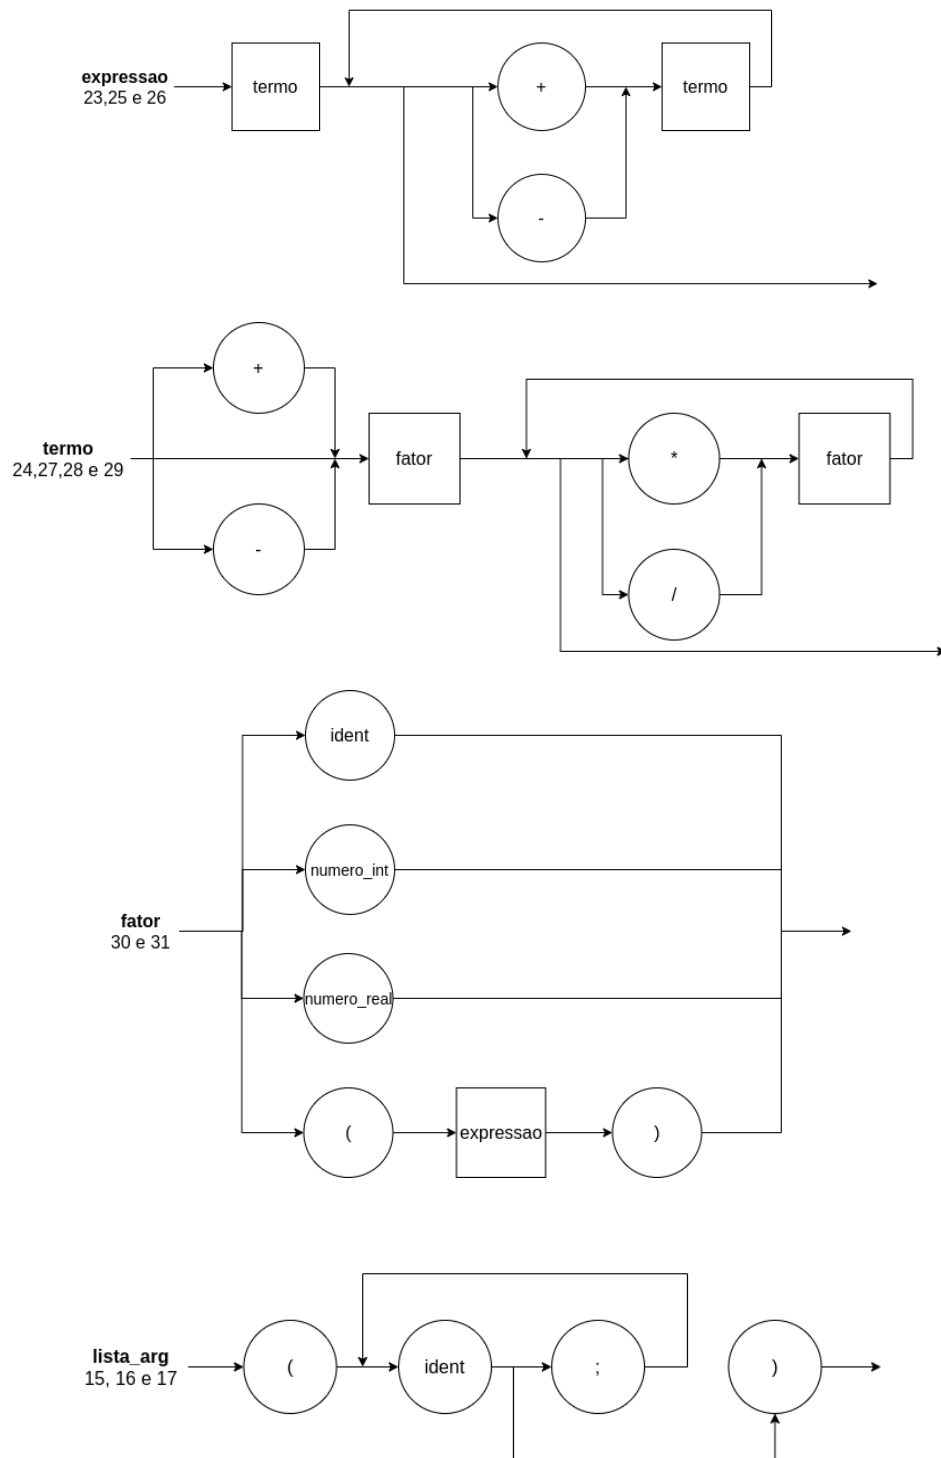 expressao
23,25 e 26
termo
+
termo
-
+
termo
24,27,28 e 29
fator
*
fator
-
/
ident
numero_int
fator
30 e 31
numero_real
(
expressao
)
lista_arg
15, 16 e 17
(
ident
;
)